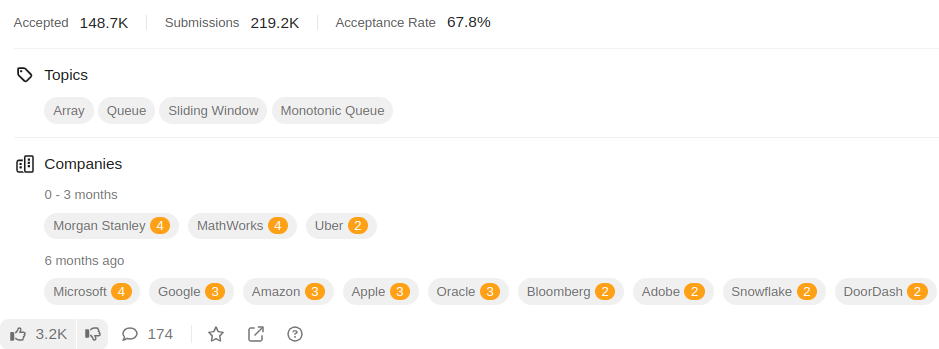 Accepted 148.7K Submissions 219.2K Acceptance Rate 67.8%
Topics
Array Queue Sliding Window Monotonic Queue
Companies
0 - 3 months
Morgan Stanley 4 MathWorks 4 Uber 2
6 months ago
Microsoft 4 Google 3 Amazon 3 Apple 3 Oracle 3 Bloomberg 2 Adobe 2 Snowflake 2 DoorDash 2
3.2K 174